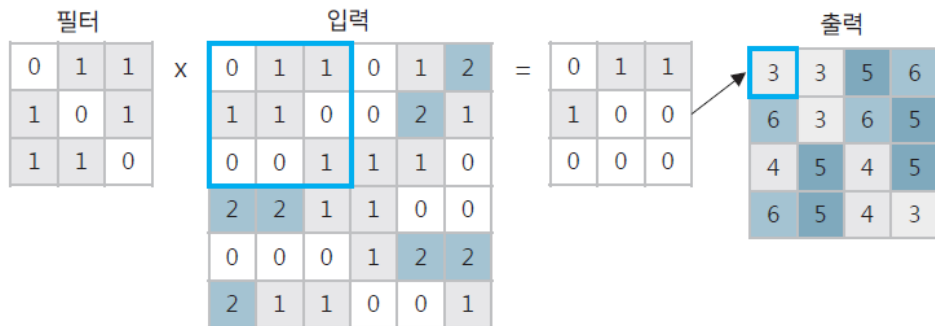 필터 입력 출력
0 1 1 x 0 1 1 0 1 2 = 0 1 1 3 3 5 6
1 0 1 1 1 0 0 2 1 1 0 0 6 3 6 5
1 1 0 0 0 1 1 1 0 0 0 0 4 5 4 5
2 2 1 1 0 0 6 5 4 3
0 0 0 1 2 2
2 1 1 0 0 1